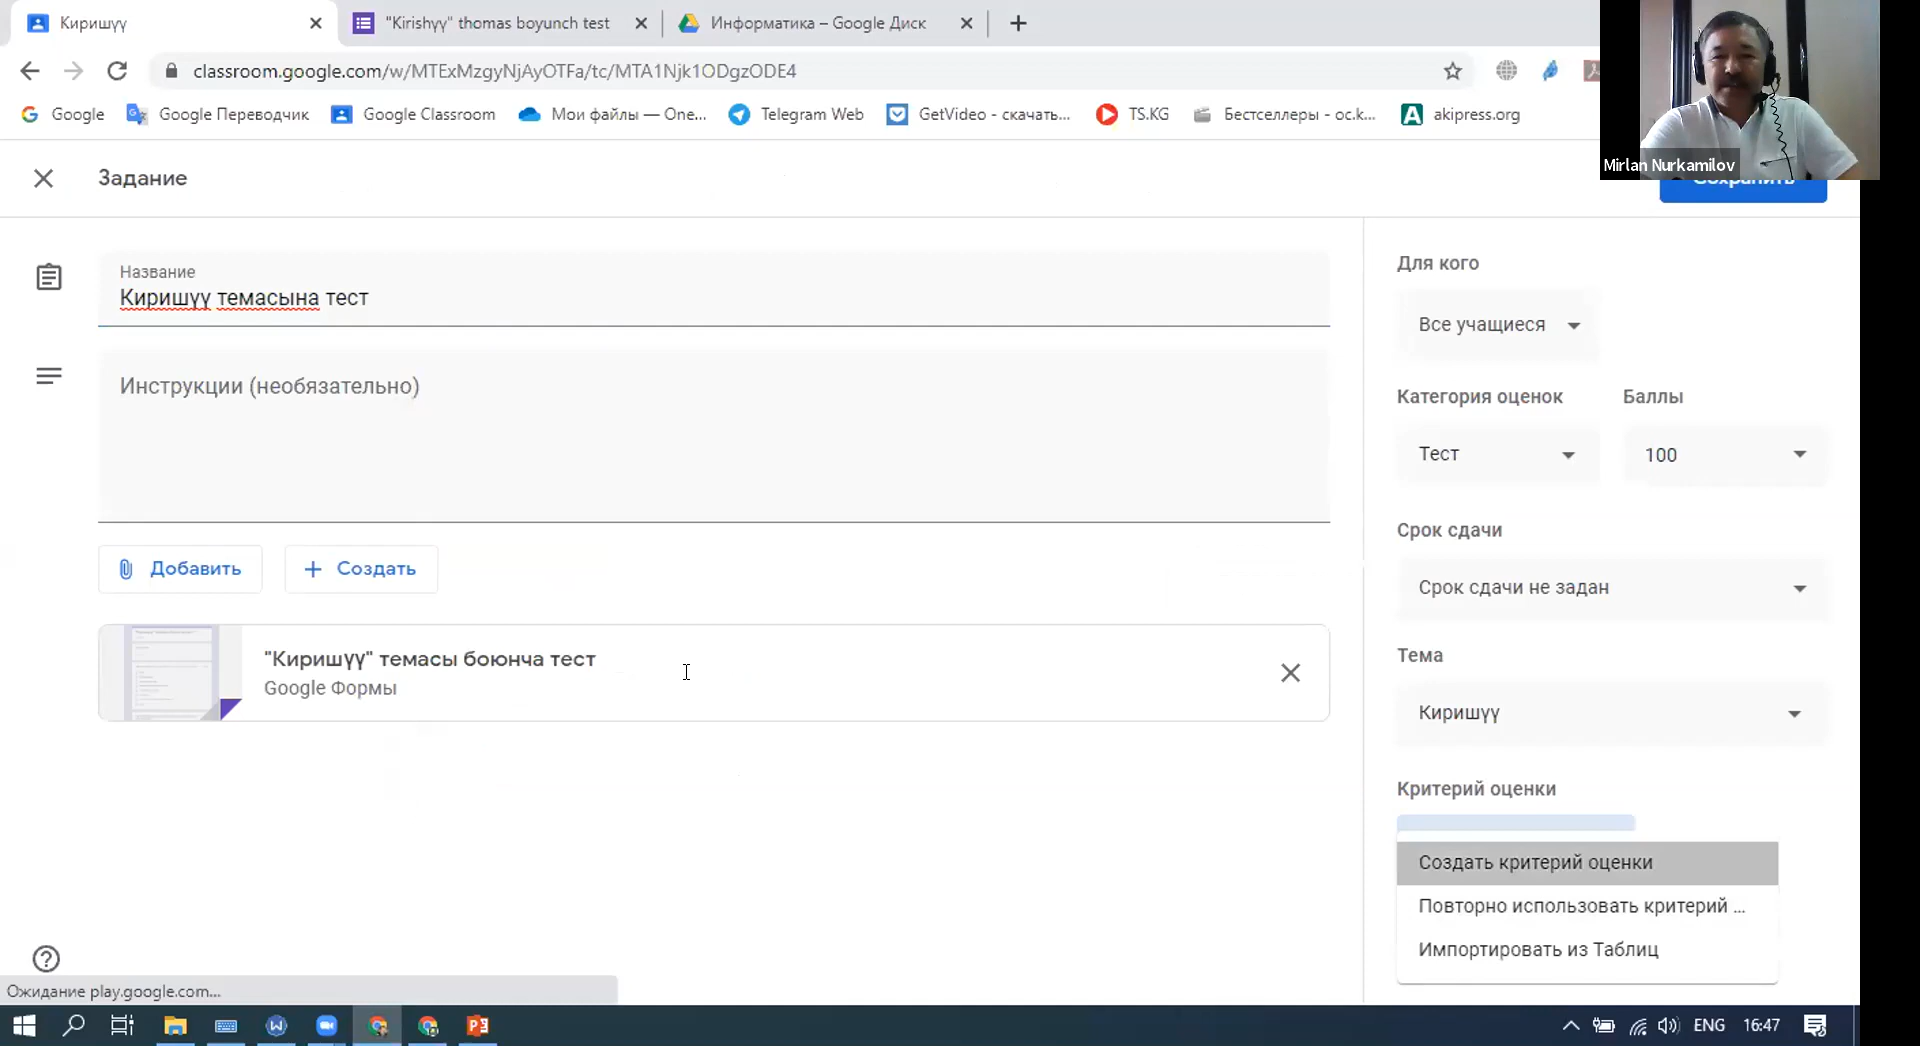 Киришүү
"Kirishүү" thomas boyunch test
Информатика – Google Диск
classroom.google.com/w/MTExMzgyNjAyOTFa/tc/MTA1Njk1ODgzODE4
Google
Google Переводчик
Google Classroom
Мои файлы — One...
Telegram Web
GetVideo - скачать...
TS.KG
Бестселлеры - oc.k...
akipress.org
Mirlan Nurkamilov
Задание
Сохранить
Название
Киришүү темасына тест
Инструкции (необязательно)
Добавить
Создать
"Киришүү" темасы боюнча тест
Google Формы
Для кого
Все учащиеся
Категория оценок
Баллы
Тест
100
Срок сдачи
Срок сдачи не задан
Тема
Киришүү
Критерий оценки
Создать критерий оценки
Повторно использовать критерий ...
Импортировать из Таблиц
Ожидание play.google.com...
ENG
16:47